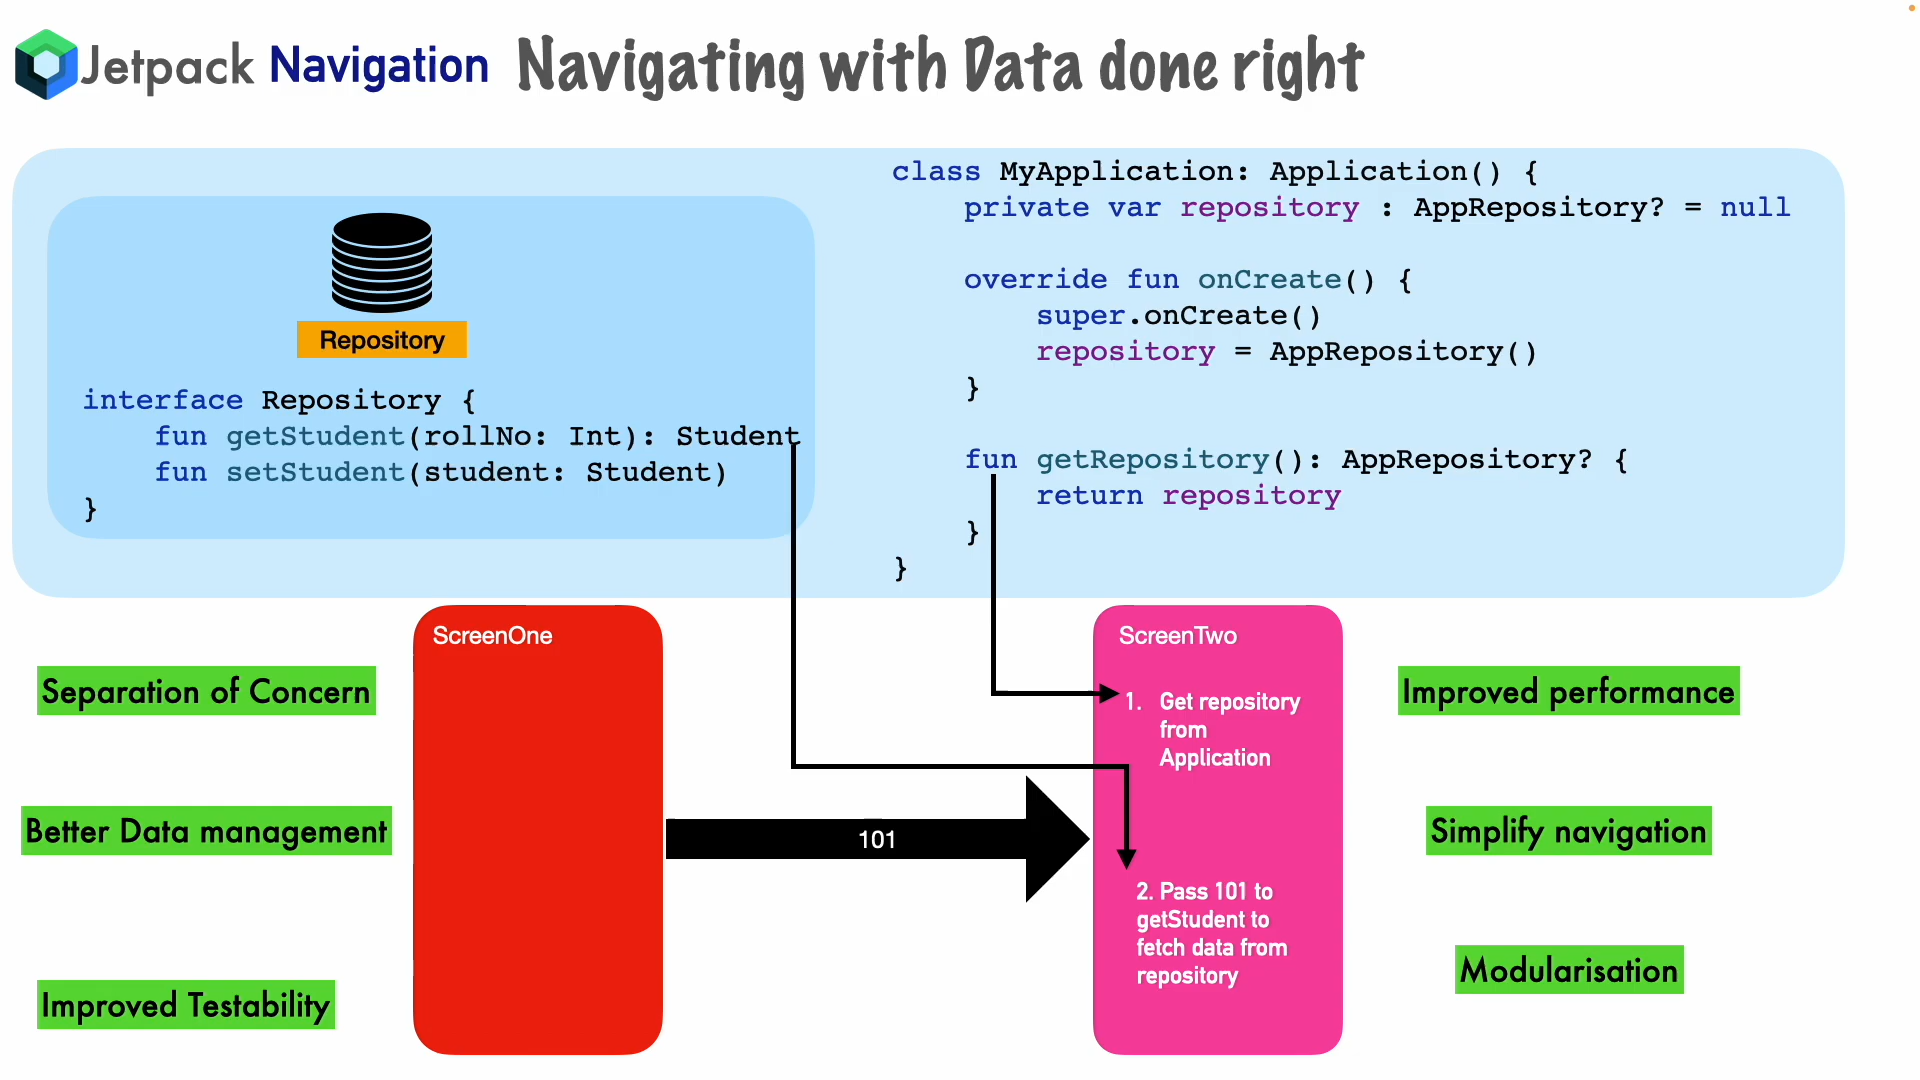 Jetpack Navigation Navigating with Data done right
Repository
interface Repository {
    fun getStudent(rollNo: Int): Student
    fun setStudent(student: Student)
}
class MyApplication: Application() {
    private var repository : AppRepository? = null
    override fun onCreate() {
        super.onCreate()
        repository = AppRepository()
    }
    fun getRepository(): AppRepository? {
        return repository
    }
}
Separation of Concern
Better Data management
Improved Testability
ScreenOne
101
ScreenTwo
1. Get repository
from
Application
2. Pass 101 to
getStudent to
fetch data from
repository
Improved performance
Simplify navigation
Modularisation